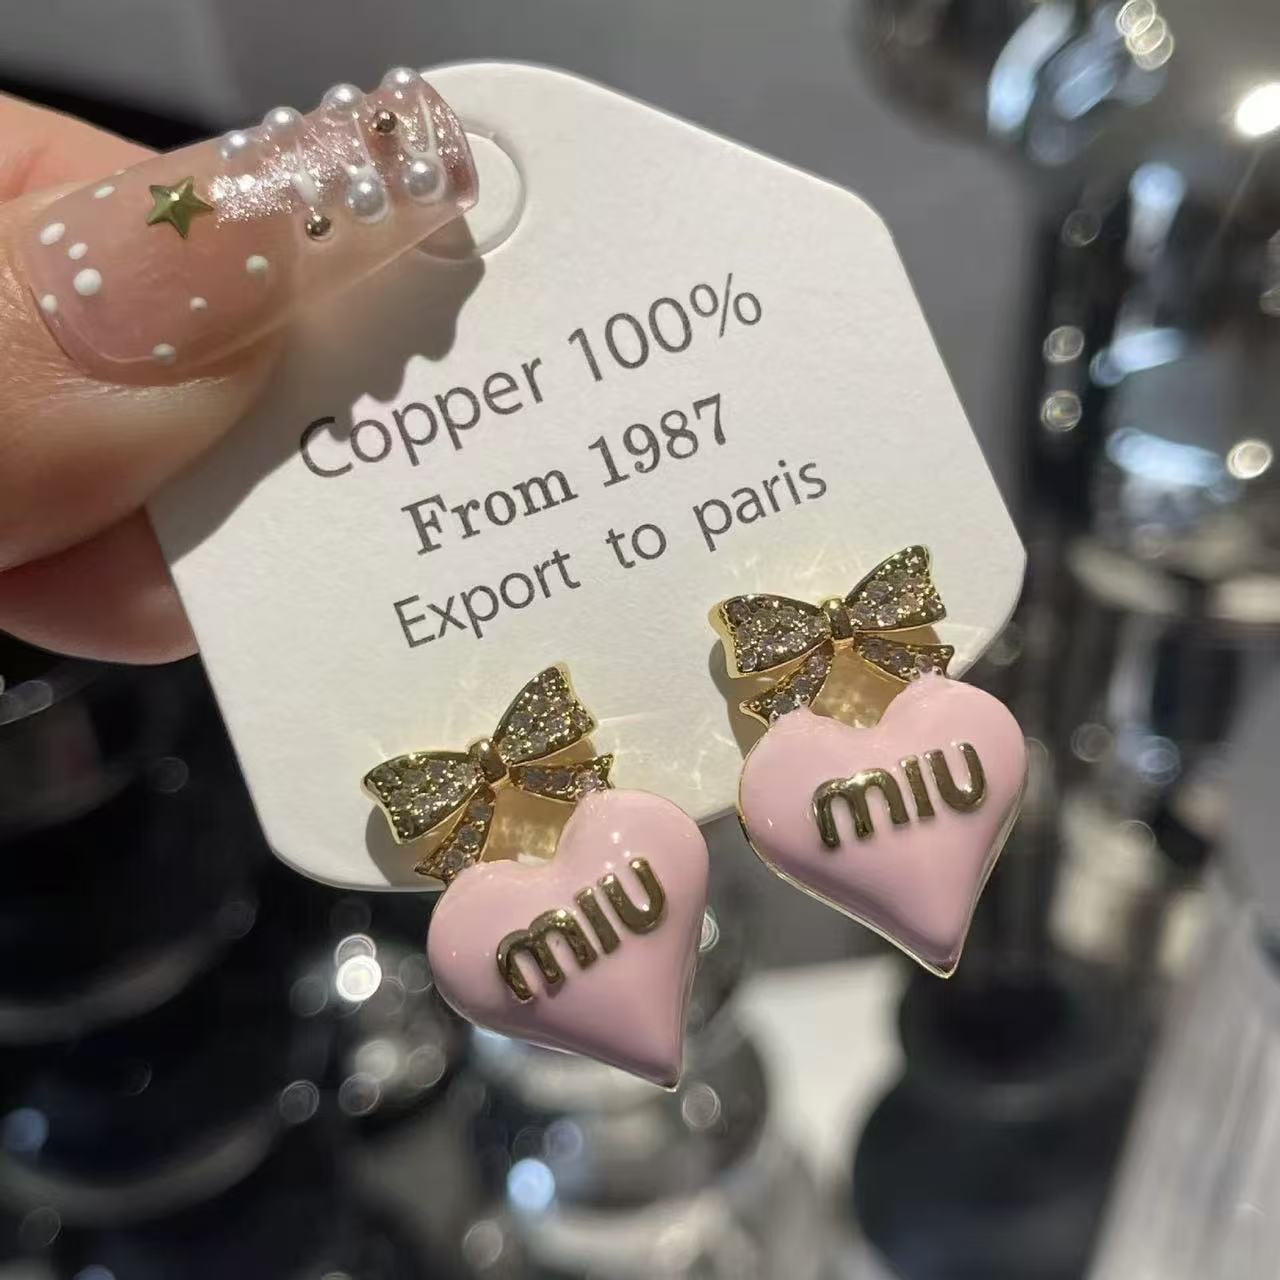 Copper 100%
From 1987
Export to paris
miu
miu